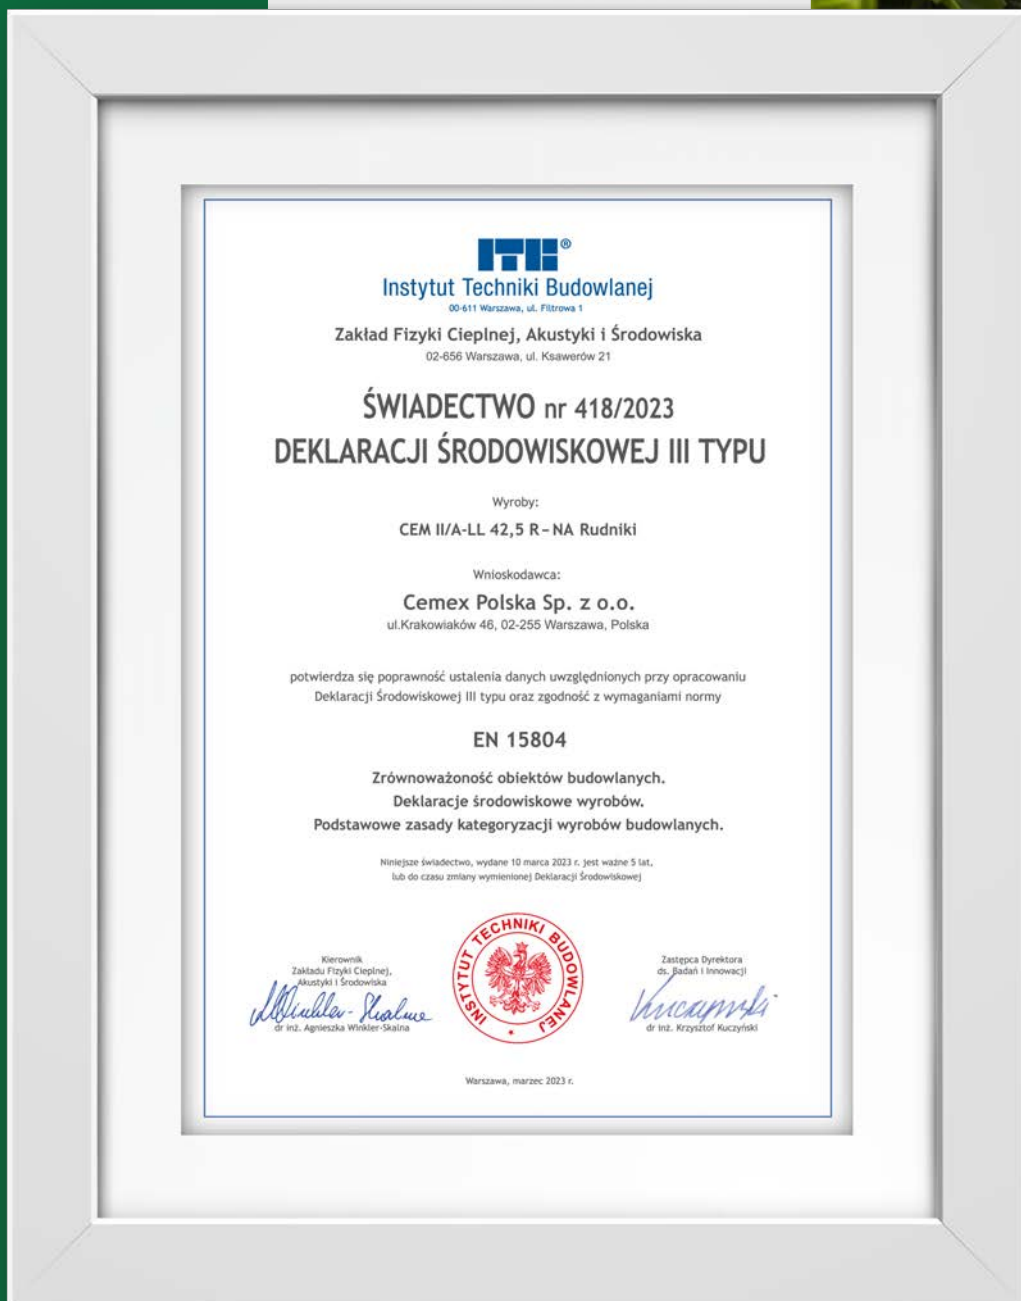 ITB®
Instytut Techniki Budowlanej
00-611 Warszawa, ul. Filtrowa 1
Zakład Fizyki Cieplnej, Akustyki i Środowiska
02-656 Warszawa, ul. Ksawerów 21
ŚWIADECTWO nr 418/2023
DEKLARACJI ŚRODOWISKOWEJ III TYPU
Wyroby:
CEM II/A-LL 42,5 R–NA Rudniki
Wnioskodawca:
Cemex Polska Sp. z o.o.
ul.Krakowiaków 46, 02-255 Warszawa, Polska
potwierdza się poprawność ustalenia danych uwzględnionych przy opracowaniu
Deklaracji Środowiskowej III typu oraz zgodność z wymaganiami normy
EN 15804
Zrównoważoność obiektów budowlanych.
Deklaracje środowiskowe wyrobów.
Podstawowe zasady kategoryzacji wyrobów budowlanych.
Niniejsze świadectwo, wydane 10 marca 2023 r. jest ważne 5 lat,
lub do czasu zmiany wymienionej Deklaracji Środowiskowej
Kierownik
Zakładu Fizyki Cieplnej,
Akustyki i Środowiska
Winkler-Skalna
dr inż. Agnieszka Winkler-Skalna
INSTYTUT TECHNIKI BUDOWLANEJ
Zastępca Dyrektora
ds. Badań i Innowacji
Kuczyński
dr inż. Krzysztof Kuczyński
Warszawa, marzec 2023 r.